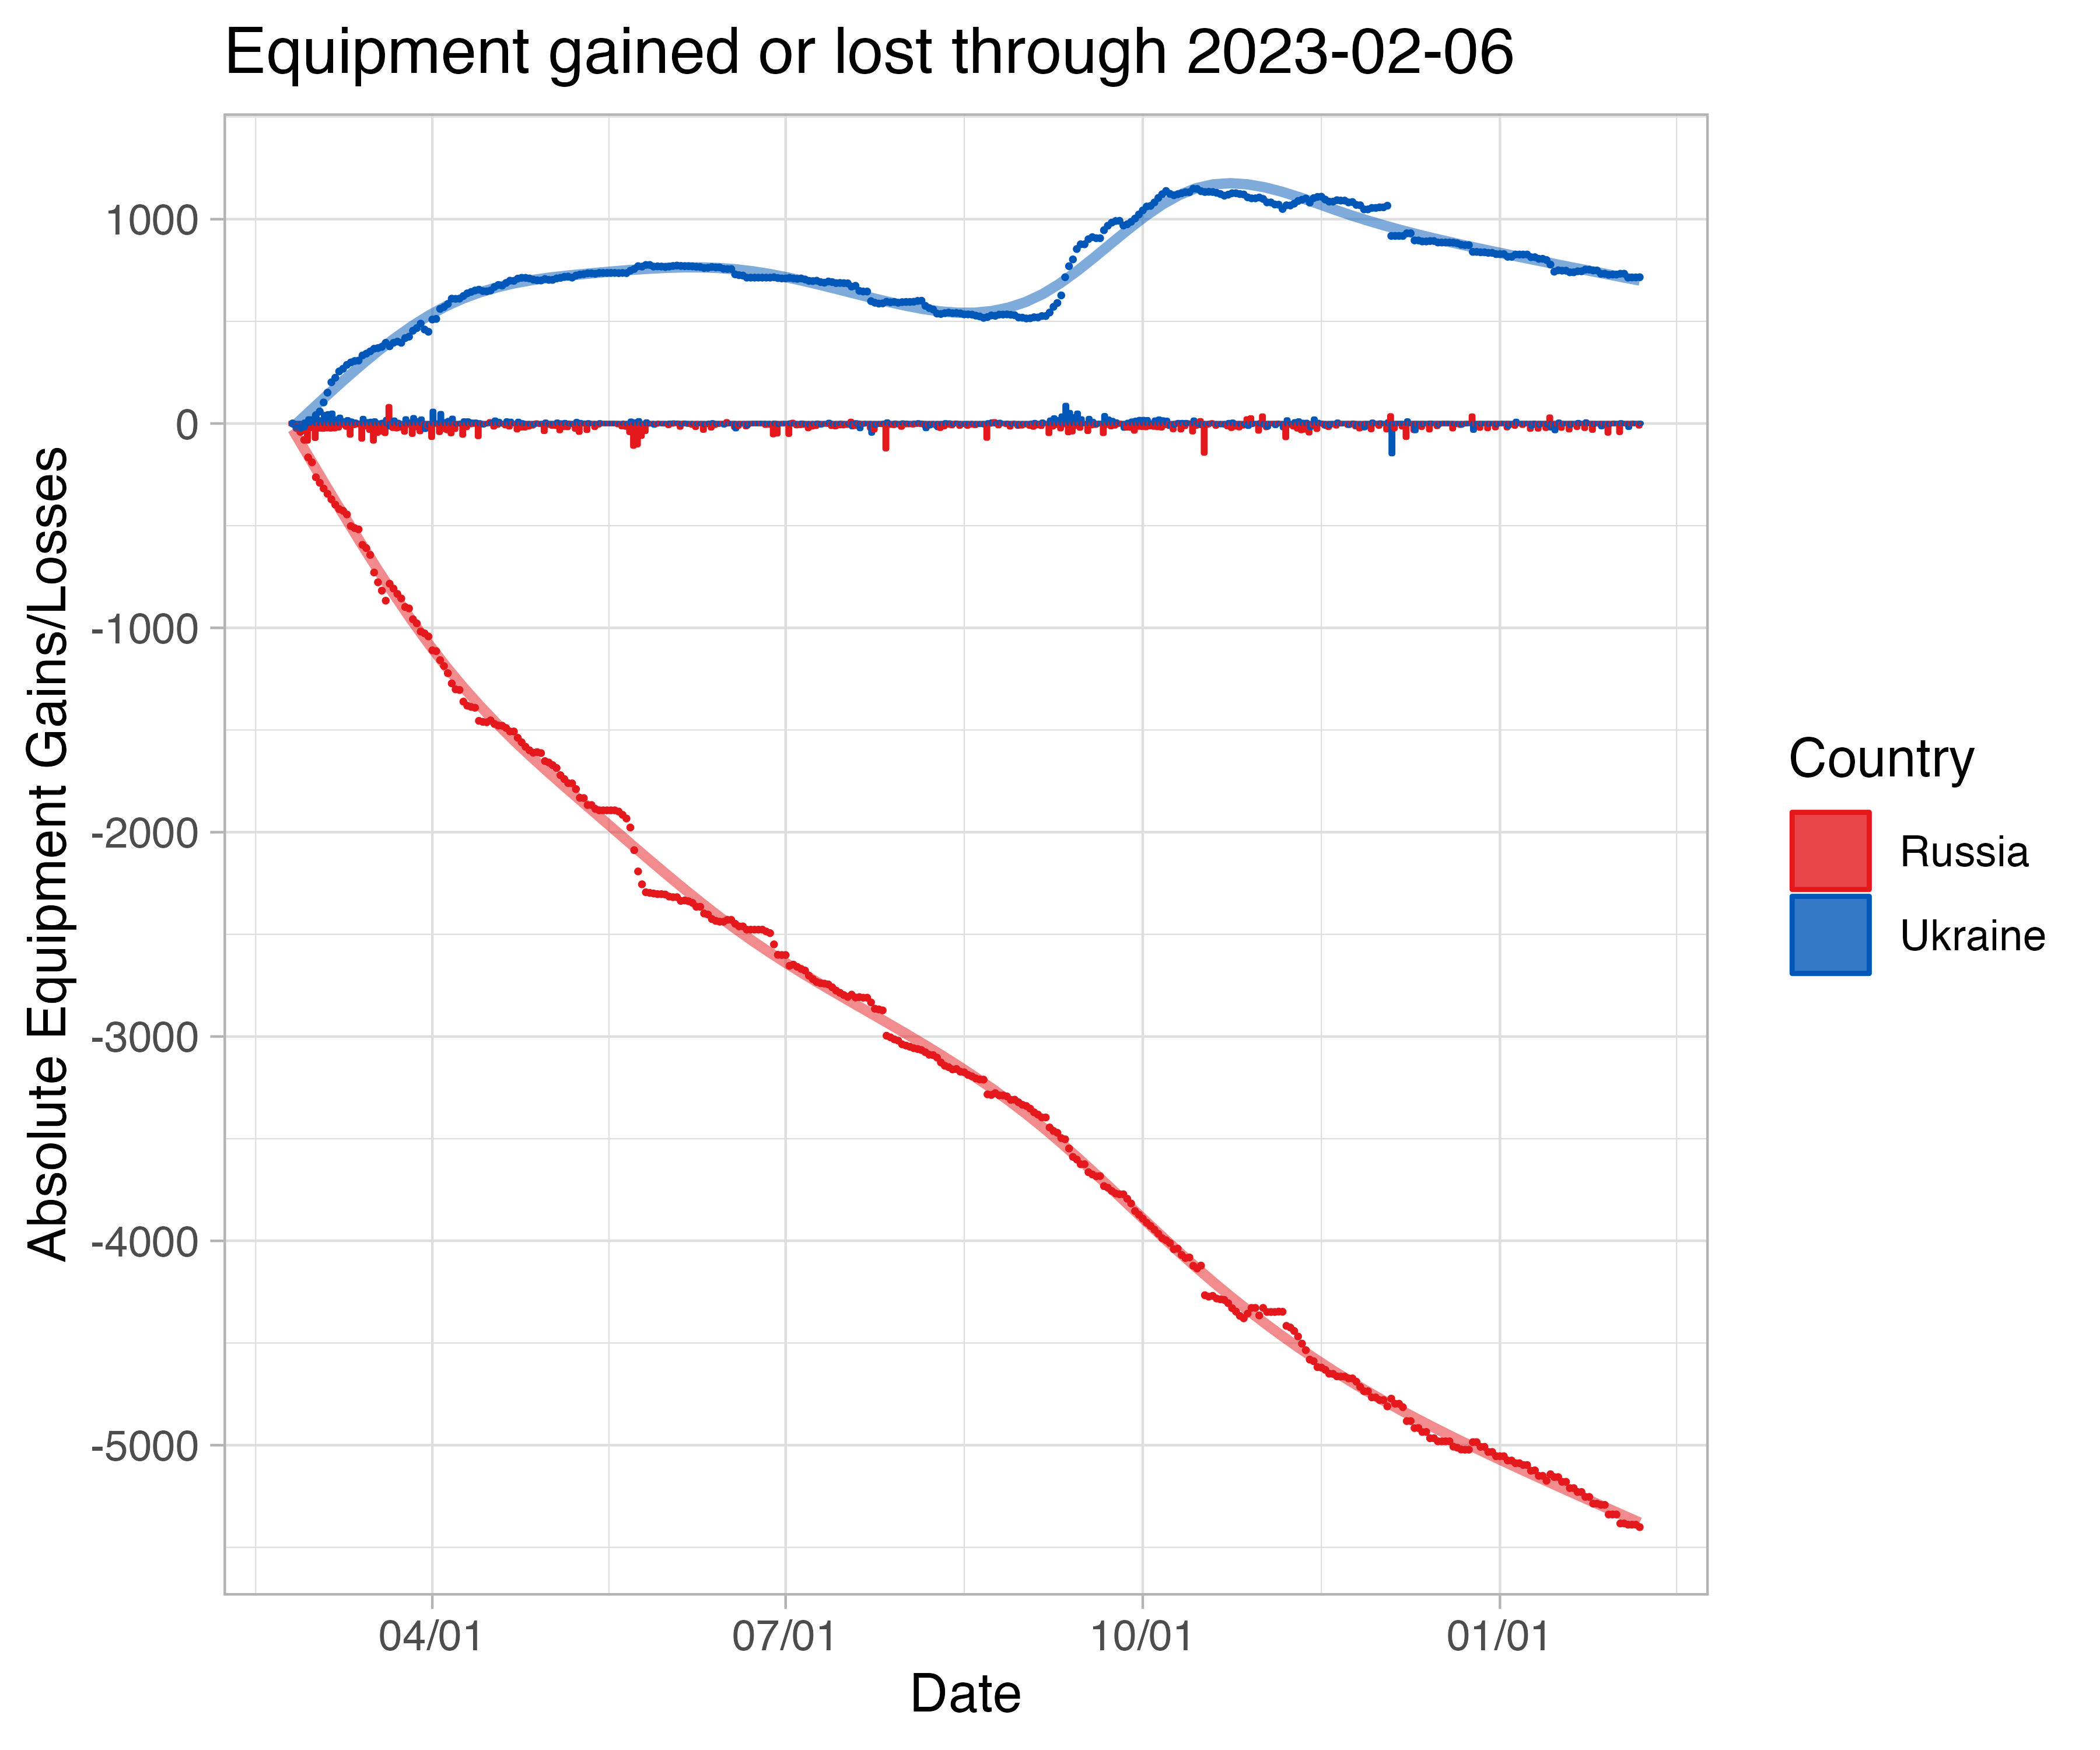 Equipment gained or lost through 2023-02-06
Absolute Equipment Gains/Losses
1000
0
-1000
-2000
-3000
-4000
-5000
04/01
07/01
10/01
01/01
Date
Country
Russia
Ukraine